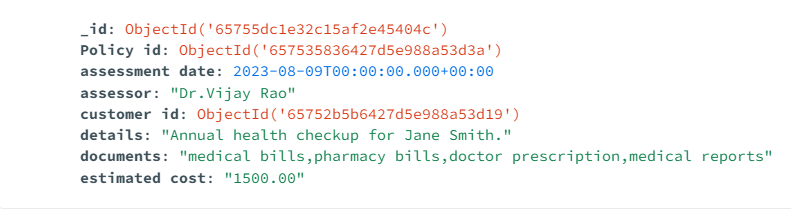 _id: ObjectId('65755dc1e32c15af2e45404c')
Policy id: ObjectId('657535836427d5e988a53d3a')
assessment date: 2023-08-09T00:00:00.000+00:00
assessor: "Dr.Vijay Rao"
customer id: ObjectId('65752b5b6427d5e988a53d19')
details: "Annual health checkup for Jane Smith."
documents: "medical bills,pharmacy bills,doctor prescription,medical reports"
estimated cost: "1500.00"